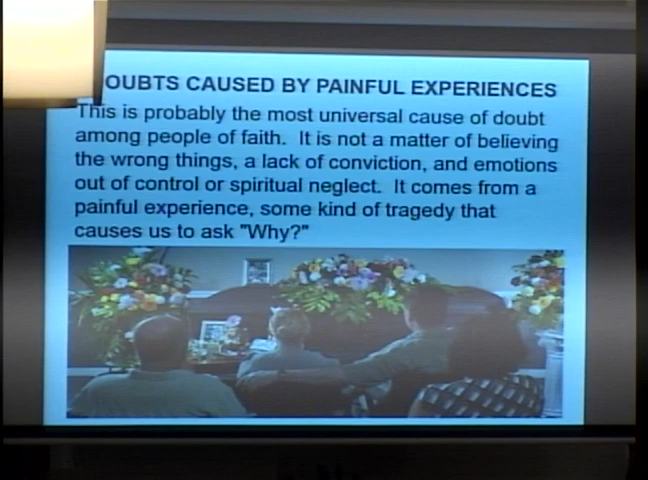 OUBTS CAUSED BY PAINFUL EXPERIENCES
This is probably the most universal cause of doubt
among people of faith. It is not a matter of believing
the wrong things, a lack of conviction, and emotions
out of control or spiritual neglect. It comes from a
painful experience, some kind of tragedy that
causes us to ask "Why?"